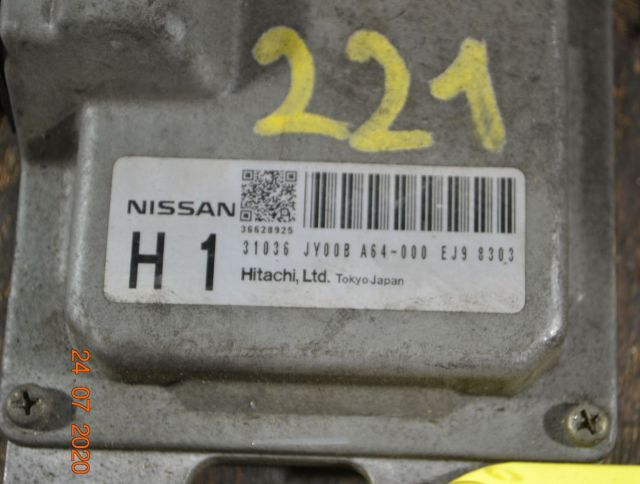 221
NISSAN
36628925
H 1
31036 JY00B A64-000 EJ9 8303
Hitachi, Ltd. Tokyo Japan
24 07 2020